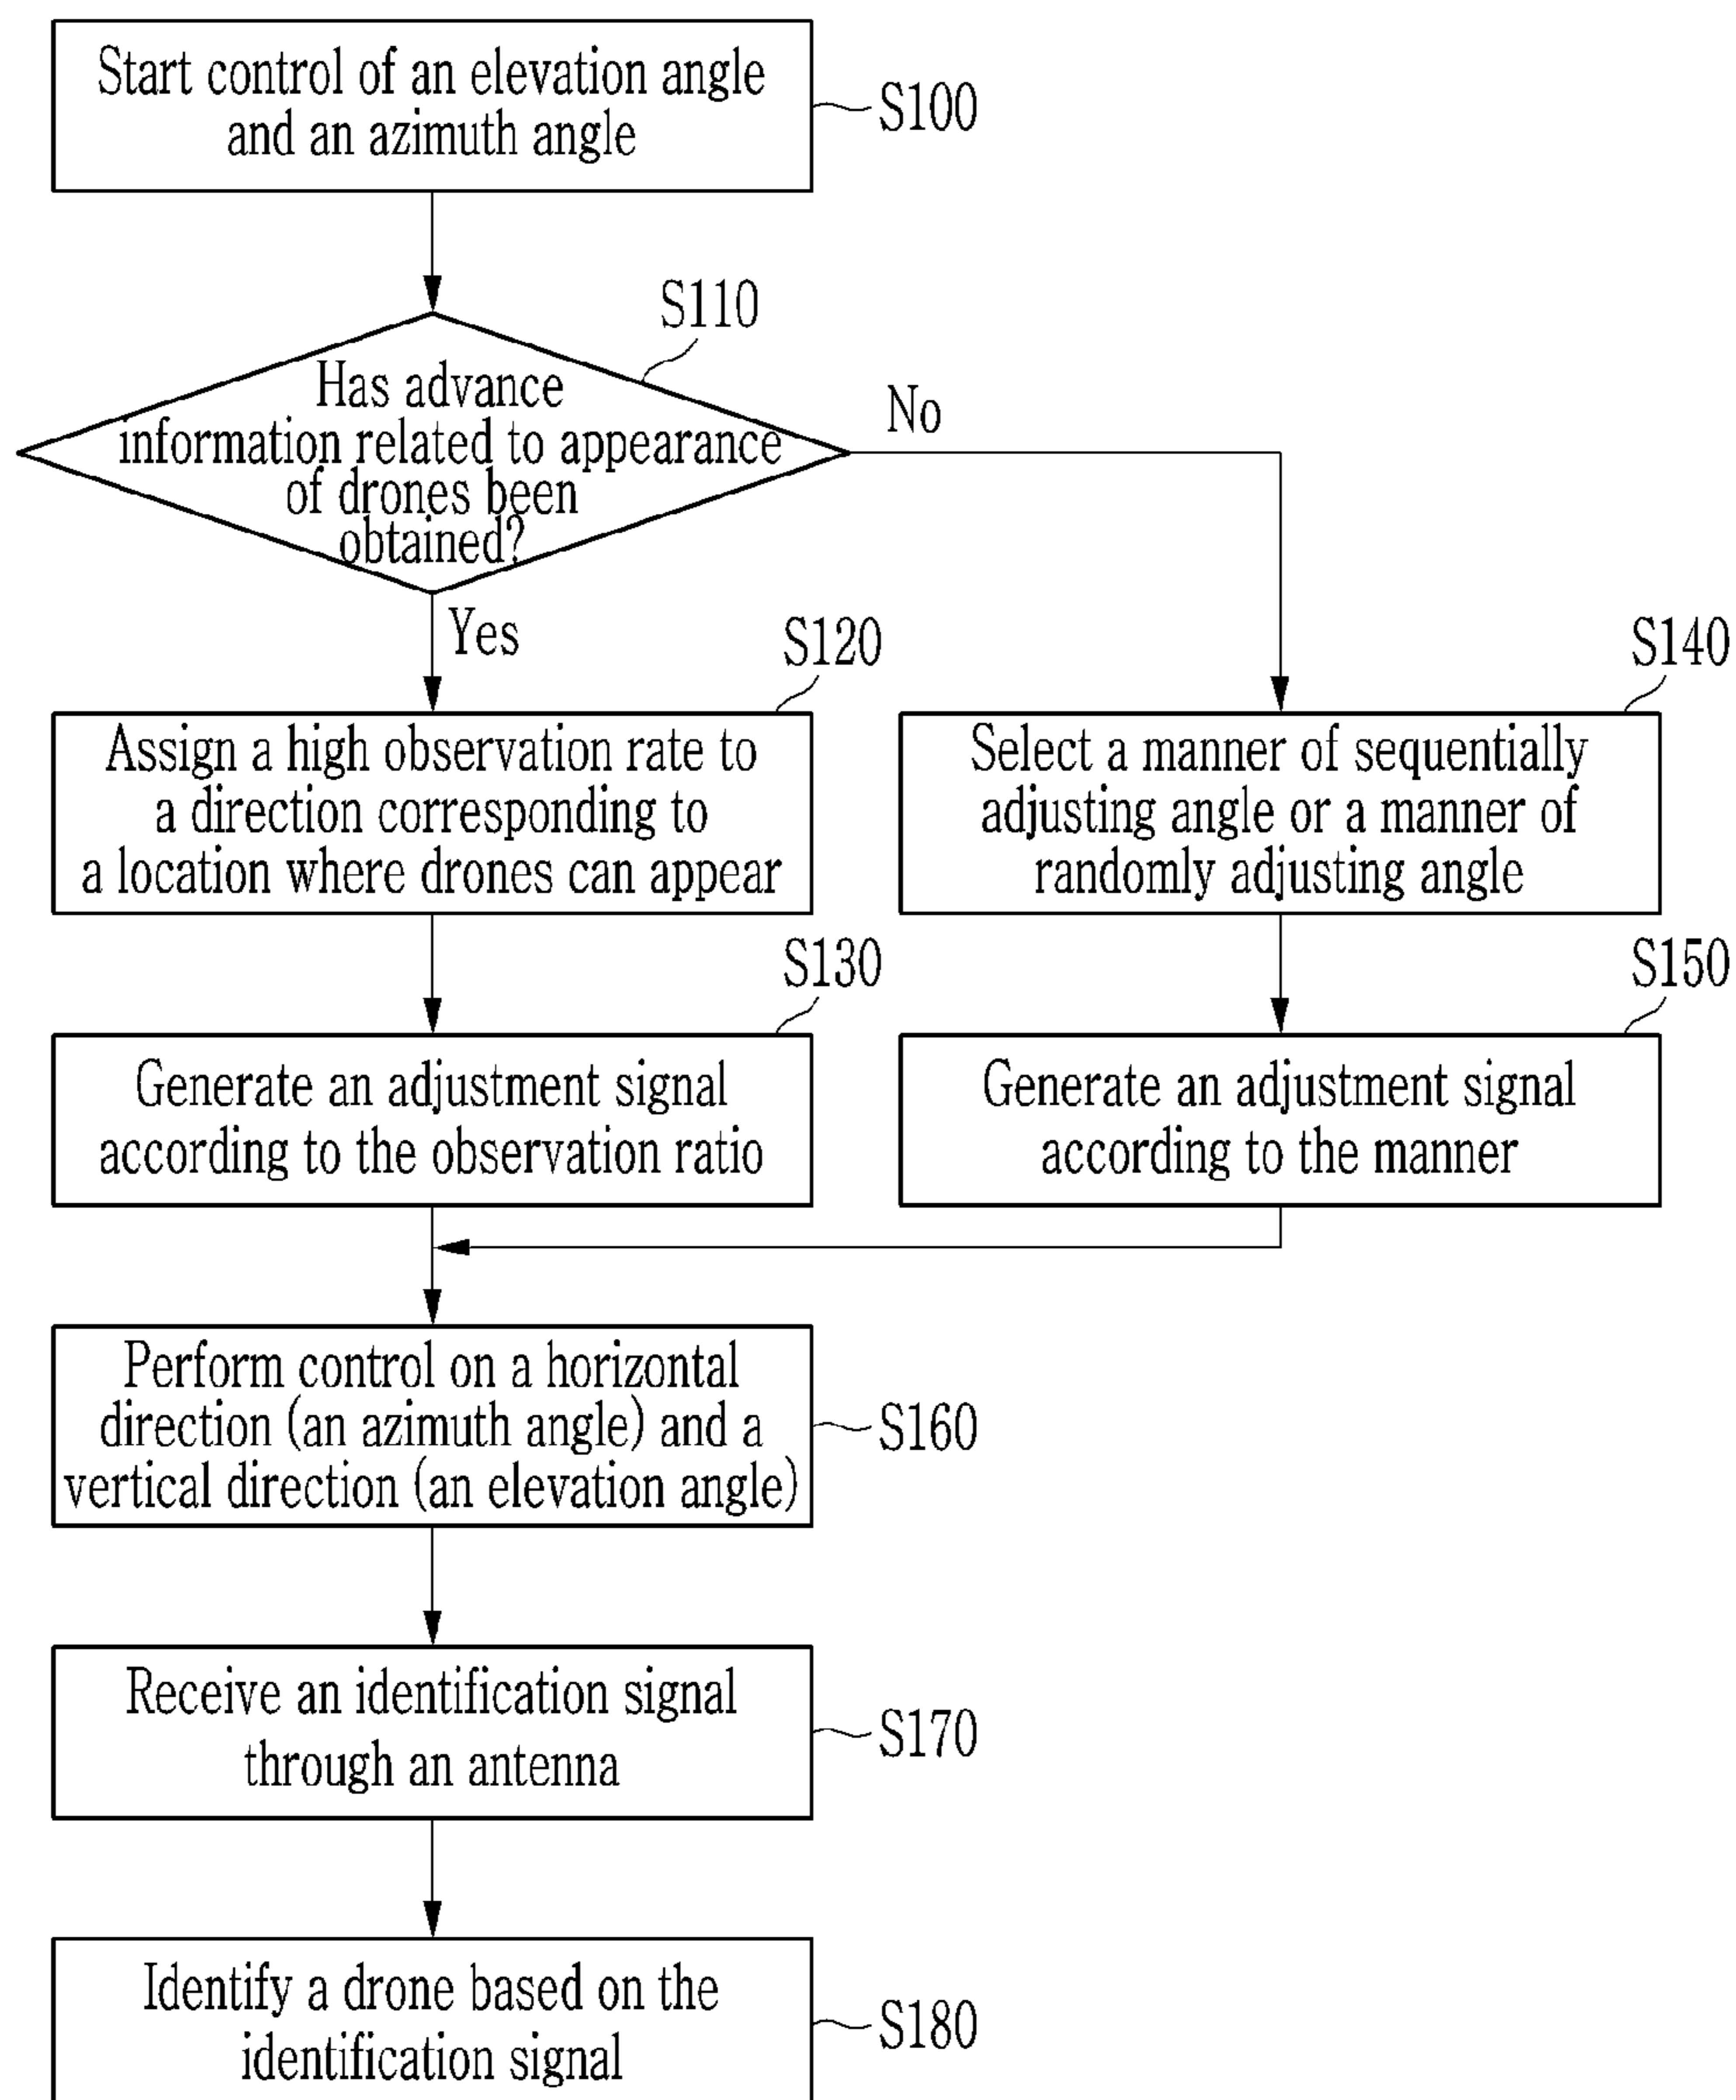 Start control of an elevation angle
and an azimuth angle
S100
S110
Has advance
information related to appearance
of drones been
obtained?
No
Yes
S120
Assign a high observation rate to
a direction corresponding to
a location where drones can appear
S140
Select a manner of sequentially
adjusting angle or a manner of
randomly adjusting angle
S130
Generate an adjustment signal
according to the observation ratio
S150
Generate an adjustment signal
according to the manner
Perform control on a horizontal
direction (an azimuth angle) and a
vertical direction (an elevation angle)
S160
Receive an identification signal
through an antenna
S170
Identify a drone based on the
identification signal
S180